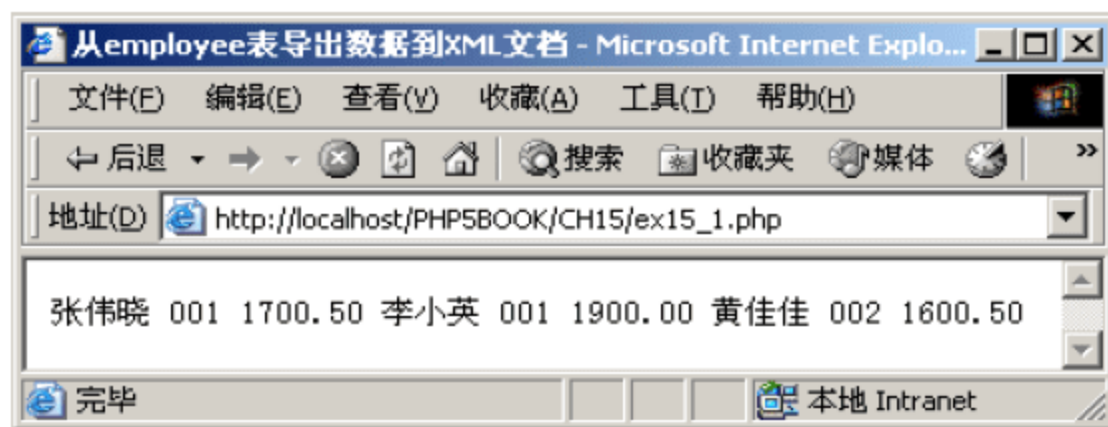 从employee表导出数据到XML文档 - Microsoft Internet Explo...
文件(F) 编辑(E) 查看(V) 收藏(A) 工具(T) 帮助(H)
后退 搜索 收藏夹 媒体 »
地址(D) http://localhost/PHP5BOOK/CH15/ex15_1.php
张伟晓 001 1700.50 李小英 001 1900.00 黄佳佳 002 1600.50
完毕 本地 Intranet